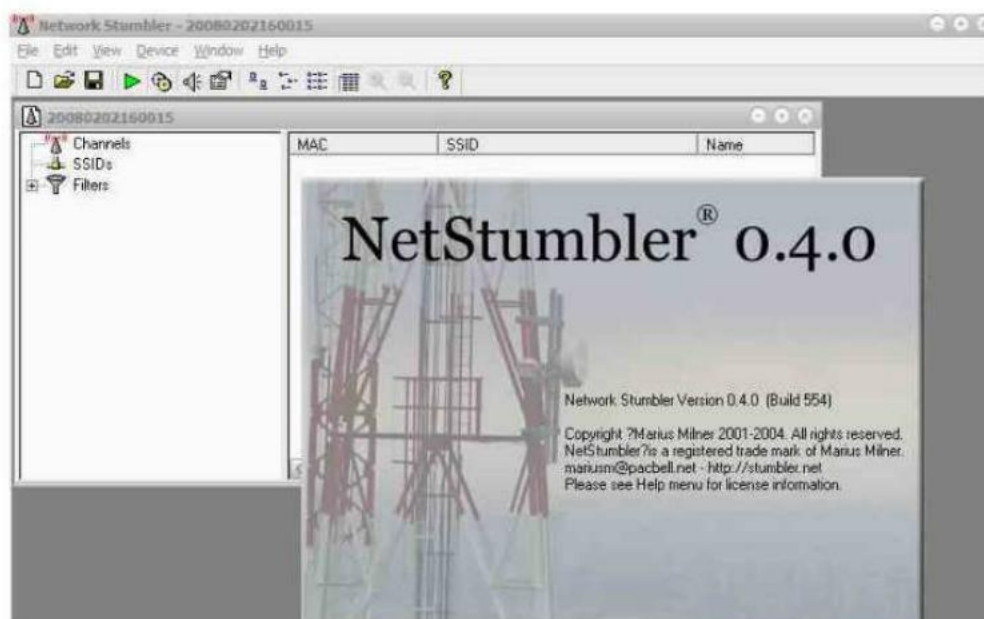 Network Stumbler - 20080202160015
File Edit View Device Window Help
20080202160015
Channels
SSIDs
Filters
MAC SSID Name
NetStumbler® 0.4.0
Network Stumbler Version 0.4.0 (Build 554)
Copyright ?Marius Milner 2001-2004. All rights reserved.
NetStumbler?is a registered trade mark of Marius Milner.
mariusm@pacbell.net - http://stumbler.net
Please see Help menu for license information.